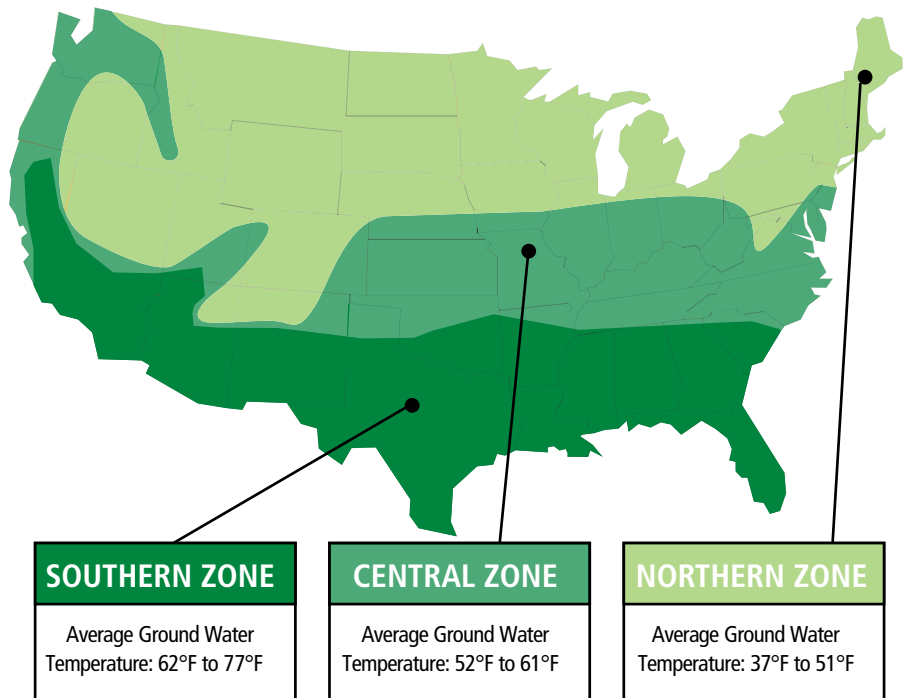 SOUTHERN ZONE
Average Ground Water
Temperature: 62°F to 77°F
CENTRAL ZONE
Average Ground Water
Temperature: 52°F to 61°F
NORTHERN ZONE
Average Ground Water
Temperature: 37°F to 51°F